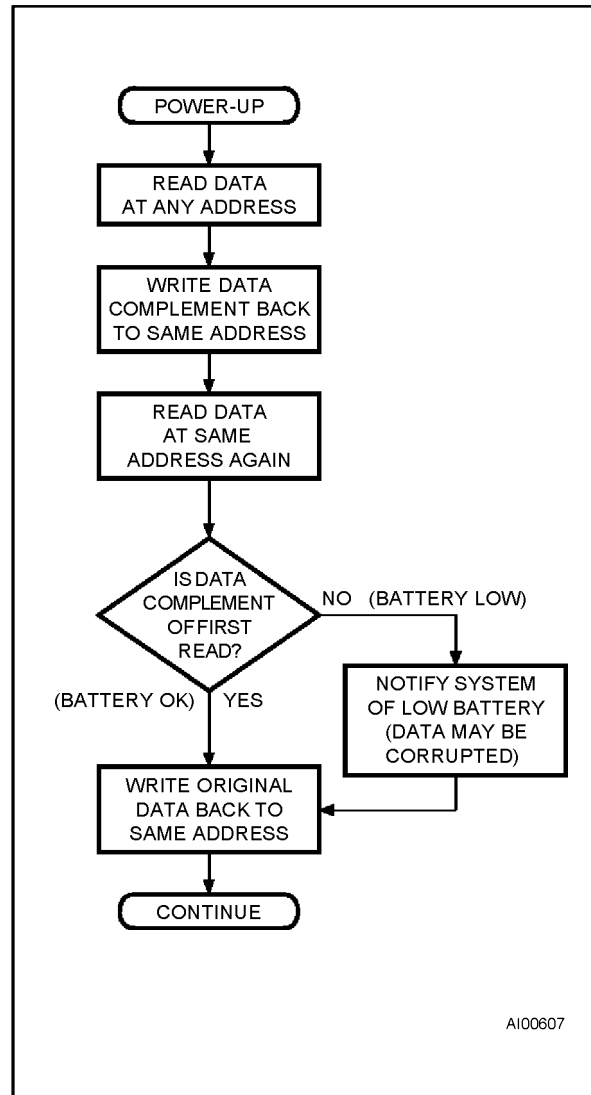 POWER-UP
READ DATA
AT ANY ADDRESS
WRITE DATA
COMPLEMENT BACK
TO SAME ADDRESS
READ DATA
AT SAME
ADDRESS AGAIN
IS DATA
COMPLEMENT
OF FIRST
READ?
NO (BATTERY LOW)
(BATTERY OK) YES
NOTIFY SYSTEM
OF LOW BATTERY
(DATA MAY BE
CORRUPTED)
WRITE ORIGINAL
DATA BACK TO
SAME ADDRESS
CONTINUE
AI00607